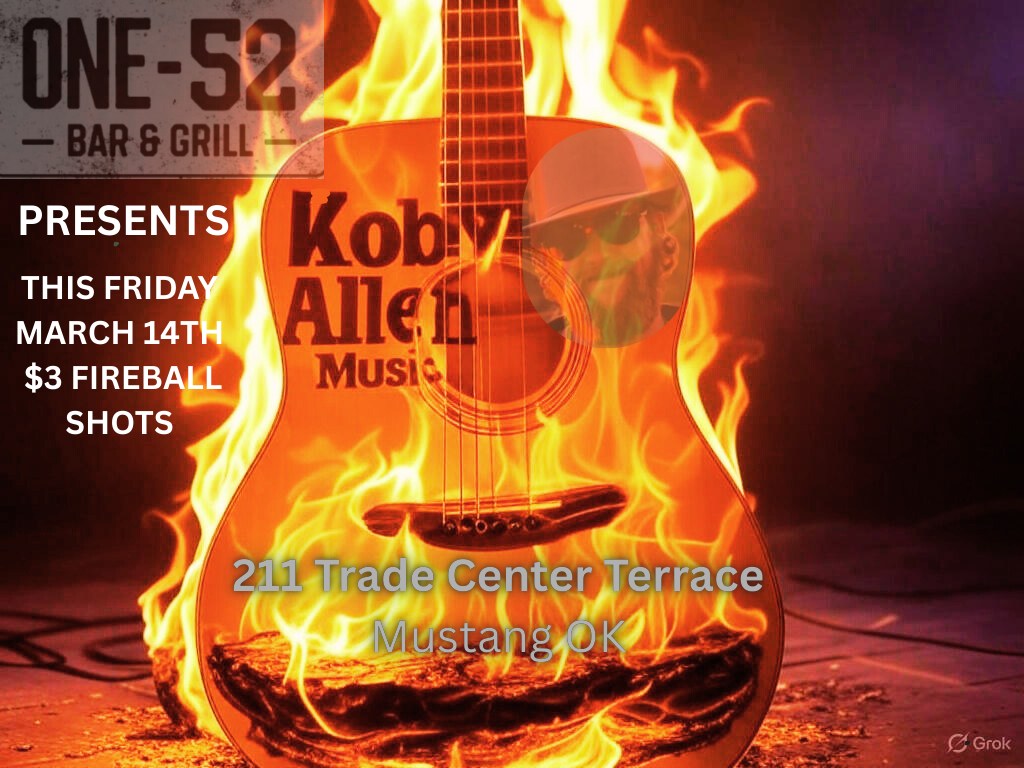 ONE-52
— BAR & GRILL —
PRESENTS
THIS FRIDAY
MARCH 14TH
$3 FIREBALL
SHOTS
Koby
Allen
Music
211 Trade Center Terrace
Mustang OK
Grok